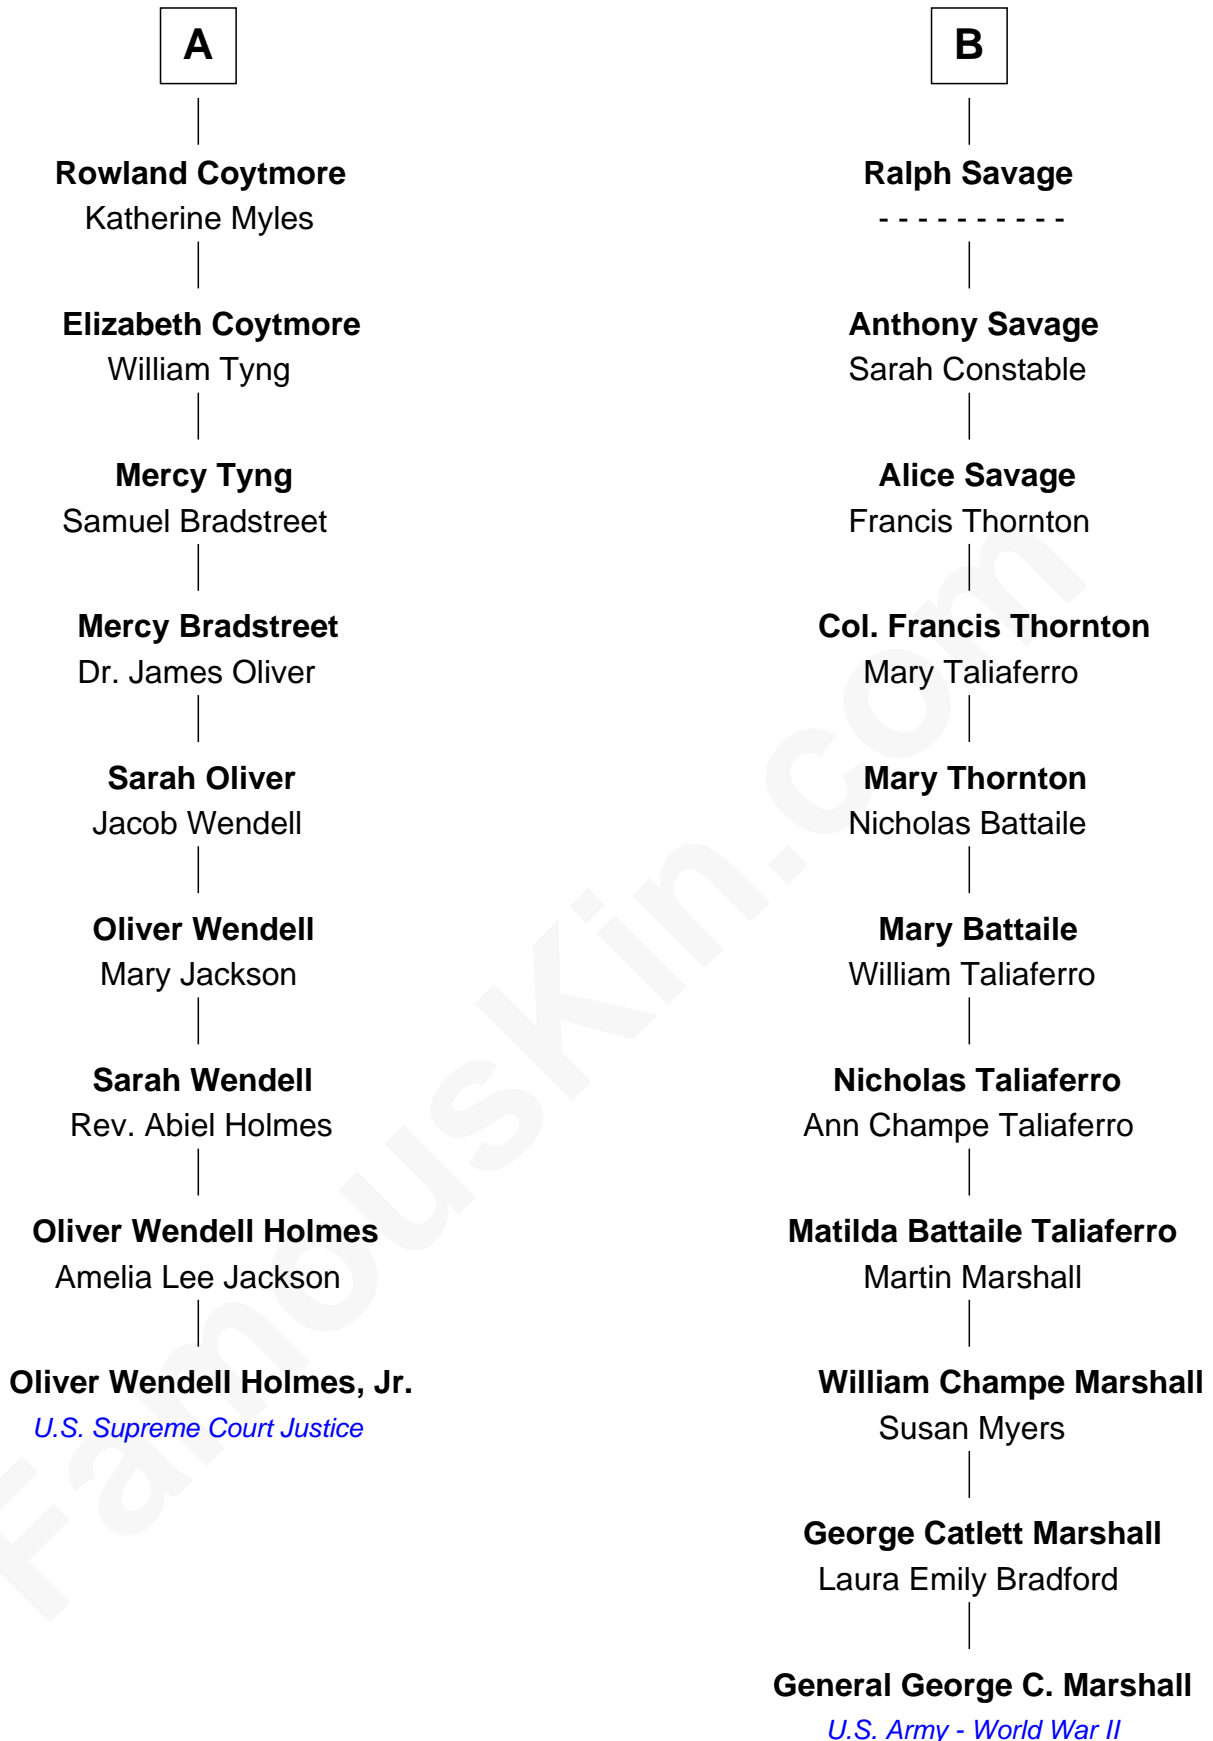 A
Rowland Coytmore
Katherine Myles
Elizabeth Coytmore
William Tyng
Mercy Tyng
Samuel Bradstreet
Mercy Bradstreet
Dr. James Oliver
Sarah Oliver
Jacob Wendell
Oliver Wendell
Mary Jackson
Sarah Wendell
Rev. Abiel Holmes
Oliver Wendell Holmes
Amelia Lee Jackson
Oliver Wendell Holmes, Jr.
U.S. Supreme Court Justice
B
Ralph Savage
- - - - - - - - - -
Anthony Savage
Sarah Constable
Alice Savage
Francis Thornton
Col. Francis Thornton
Mary Taliaferro
Mary Thornton
Nicholas Battaile
Mary Battaile
William Taliaferro
Nicholas Taliaferro
Ann Champe Taliaferro
Matilda Battaile Taliaferro
Martin Marshall
William Champe Marshall
Susan Myers
George Catlett Marshall
Laura Emily Bradford
General George C. Marshall
U.S. Army - World War II
FamousKin.com